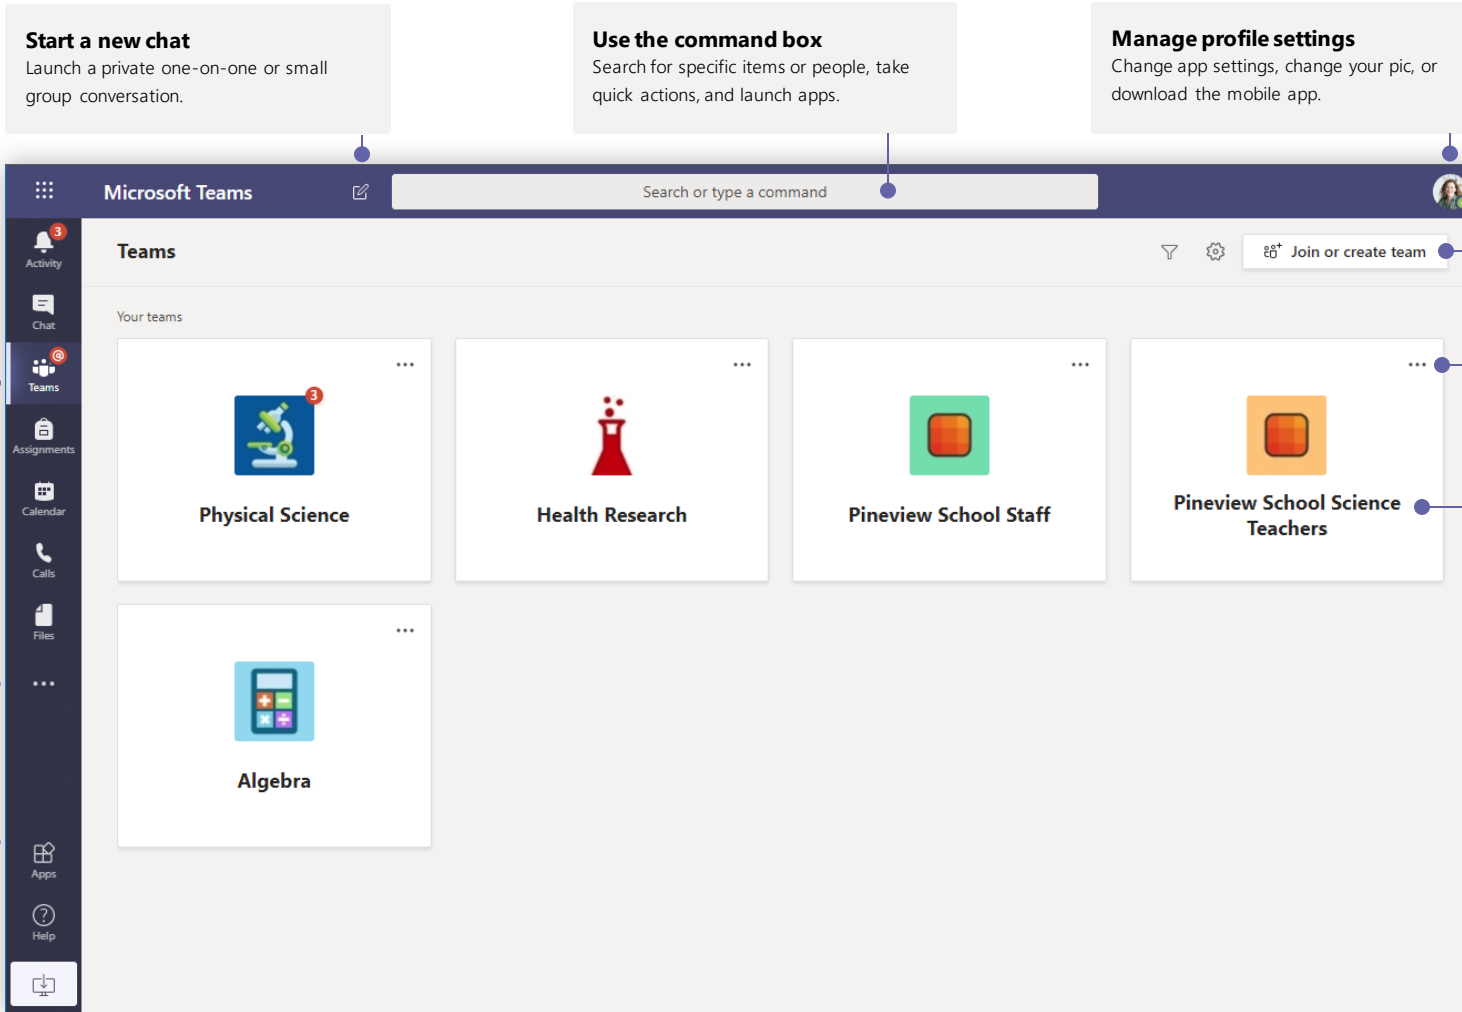 Start a new chat
Launch a private one-on-one or small
group conversation.
Use the command box
Search for specific items or people, take
quick actions, and launch apps.
Manage profile settings
Change app settings, change your pic, or
download the mobile app.
Microsoft Teams
Search or type a command
3
Activity
Chat
@
Teams
Assignments
Calendar
Calls
Files
Apps
Help
Teams
Join or create team
Your teams
3
Physical Science
Health Research
Pineview School Staff
Pineview School Science
Teachers
Algebra